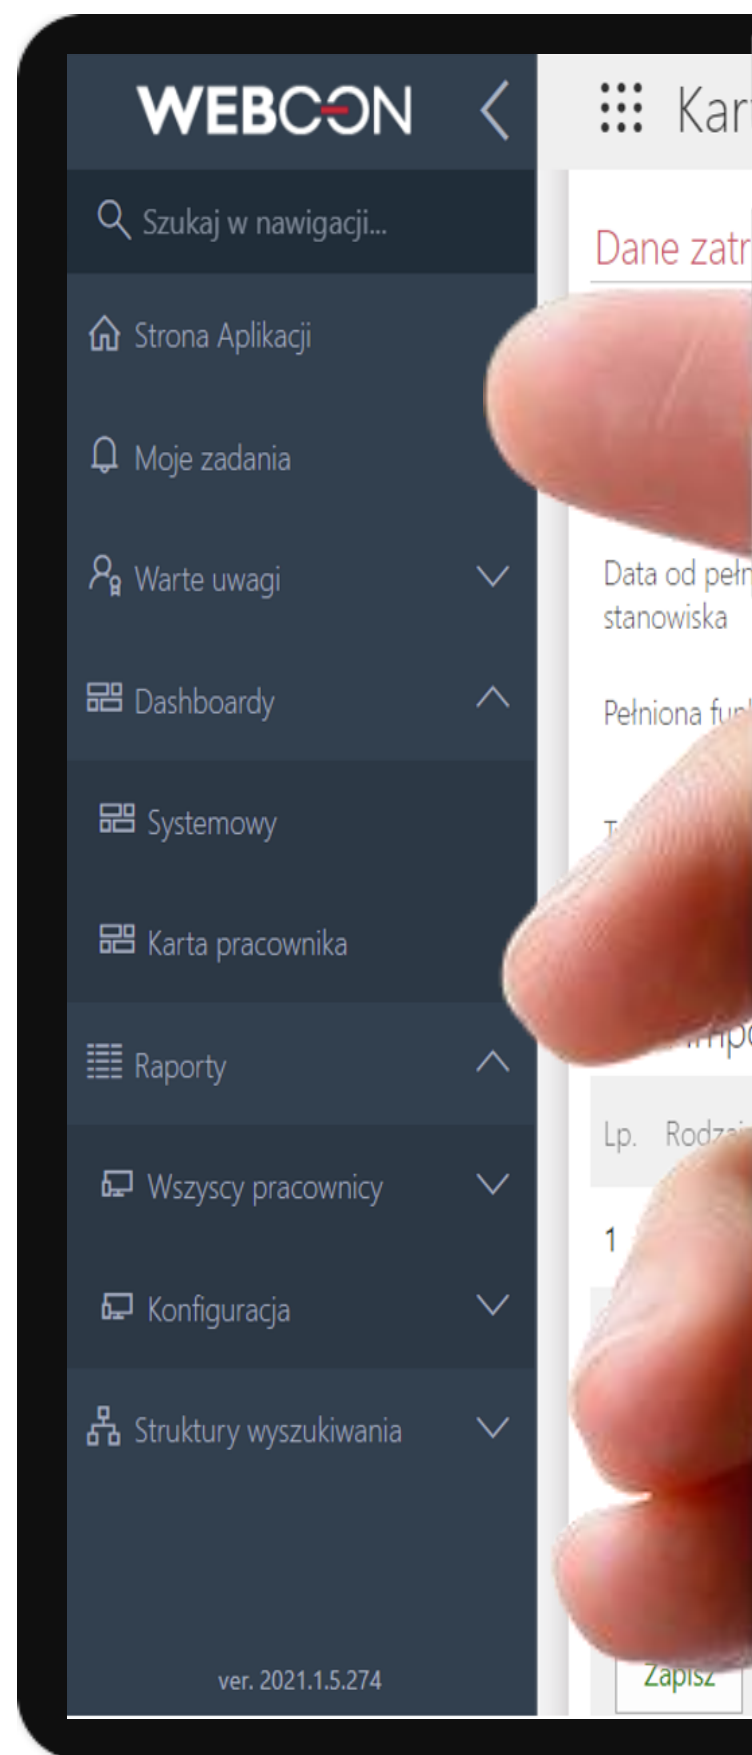 WEBCON
Szukaj w nawigacji...
Strona Aplikacji
Moje zadania
Warte uwagi
Dashboardy
Systemowy
Karta pracownika
Raporty
Wszyscy pracownicy
Konfiguracja
Struktury wyszukiwania
ver. 2021.1.5.274
Kar
Dane zatr
Data od pełn
stanowiska
Pełniona
Lp. Rodzaj
1
Zapisz